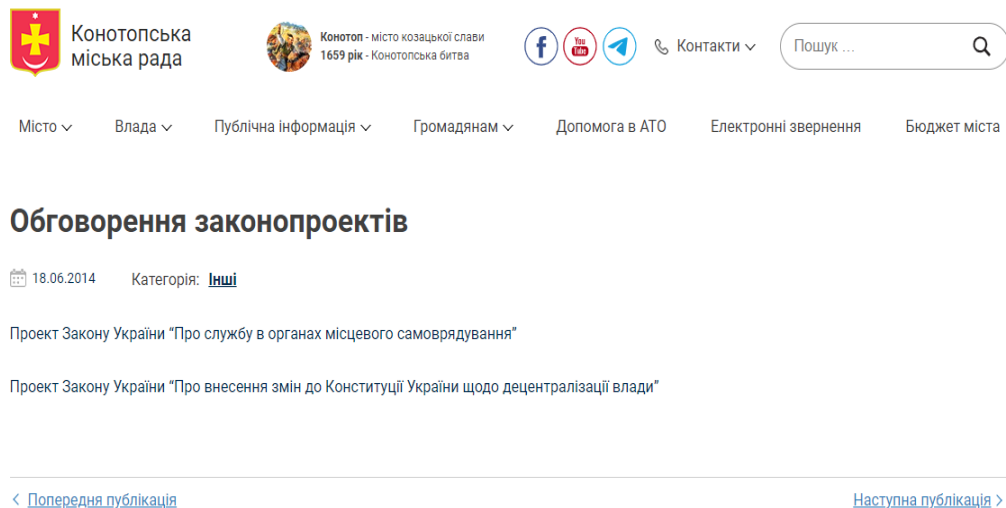 Конотопська
міська рада
Конотоп - місто козацької слави
1659 рік - Конотопська битва
You
Tube
Контакти
Пошук ...
Місто
Влада
Публічна інформація
Громадянам
Допомога в АТО
Електронні звернення
Бюджет міста
Обговорення законопроектів
18.06.2014 Категорія: Інші
Проект Закону України “Про службу в органах місцевого самоврядування”
Проект Закону України “Про внесення змін до Конституції України щодо децентралізації влади”
< Попередня публікація
Наступна публікація >